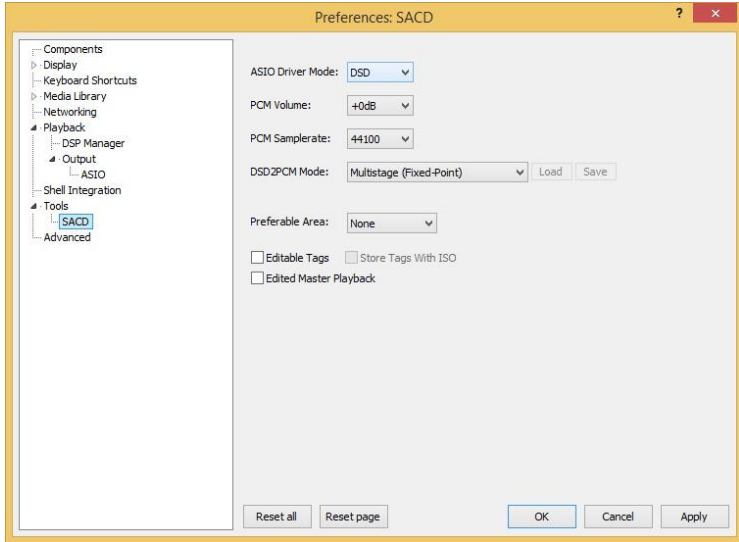 Preferences: SACD
?
×
Components
Display
Keyboard Shortcuts
Media Library
Networking
Playback
DSP Manager
Output
ASIO
Shell Integration
Tools
SACD
Advanced
ASIO Driver Mode: DSD
PCM Volume: +0dB
PCM Samplerate: 44100
DSD2PCM Mode: Multistage (Fixed-Point) Load Save
Preferable Area: None
Editable Tags Store Tags With ISO
Edited Master Playback
Reset all Reset page OK Cancel Apply